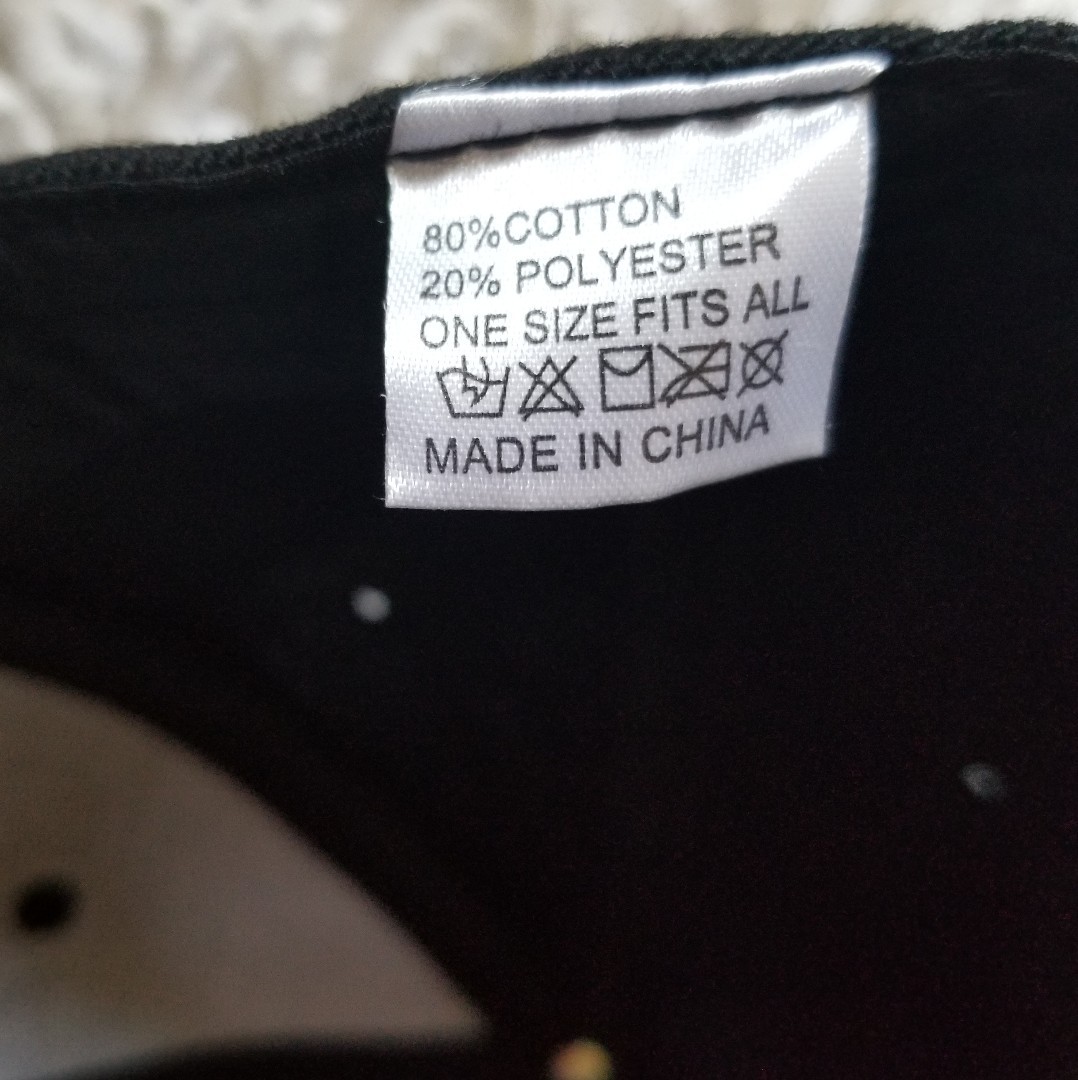 80%COTTON
20% POLYESTER
ONE SIZE FITS ALL
MADE IN CHINA